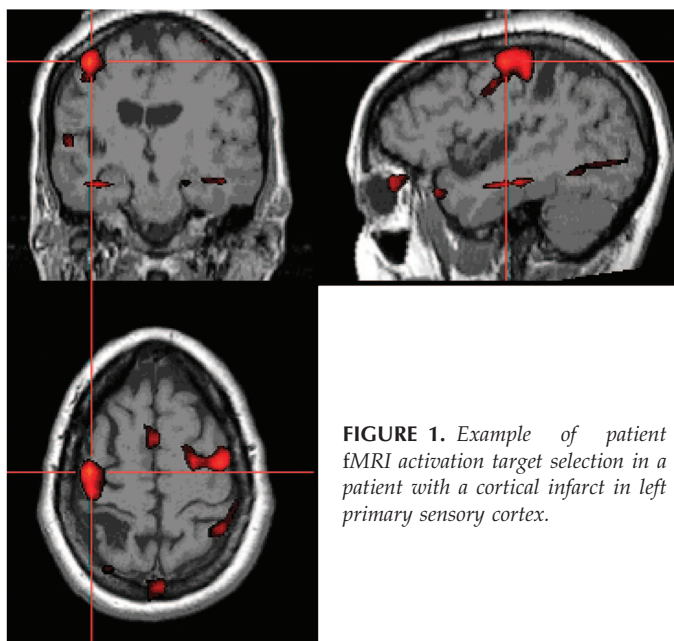 FIGURE 1. Example of patient
fMRI activation target selection in a
patient with a cortical infarct in left
primary sensory cortex.